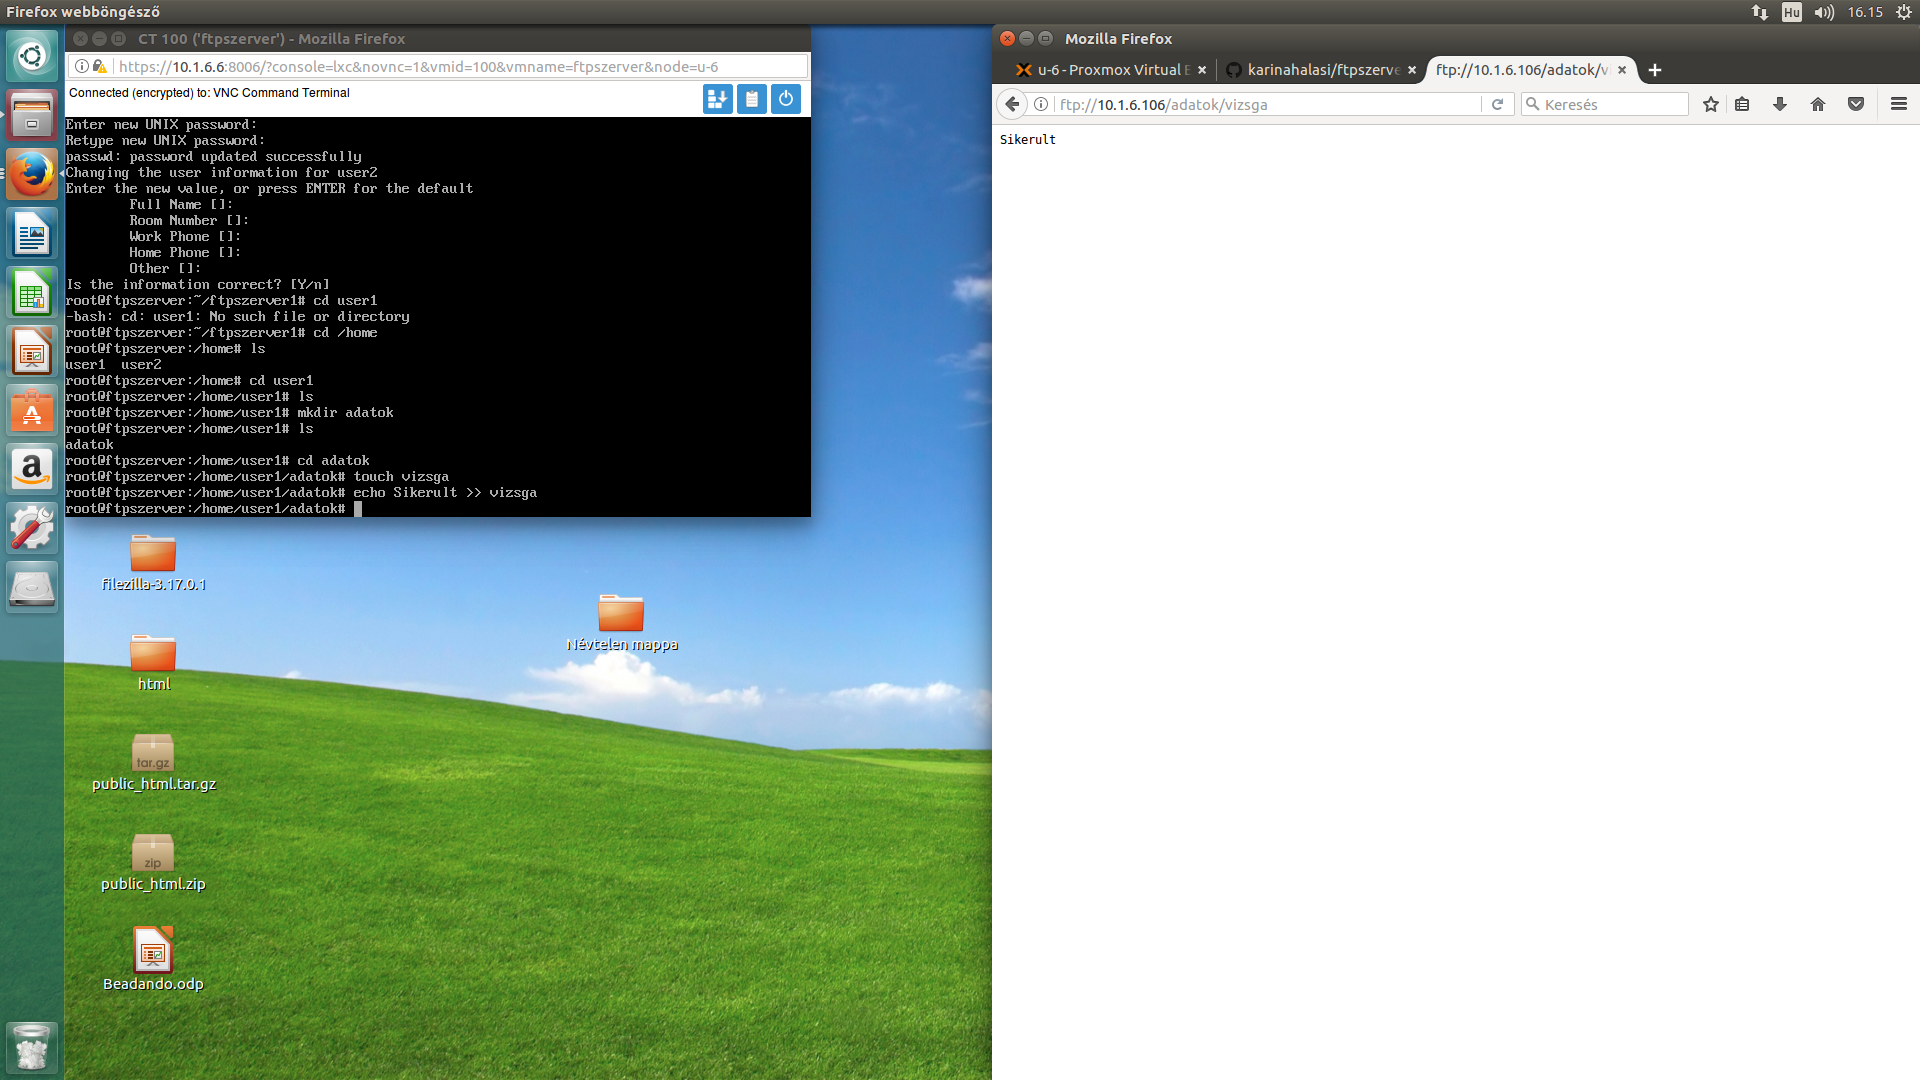 Firefox webböngésző
Hu
16.15
CT 100 ('ftpszerver') - Mozilla Firefox
https://10.1.6.6:8006/?console=lxc&novnc=1&vmid=100&vmname=ftpszerver&node=u-6
Connected (encrypted) to: VNC Command Terminal
Enter new UNIX password:
Retype new UNIX password:
passwd: password updated successfully
Changing the user information for user2
Enter the new value, or press ENTER for the default
Full Name []:
Room Number []:
Work Phone []:
Home Phone []:
Other []:
Is the information correct? [Y/n]
root@ftpszerver:~/ftpszerver1# cd user1
-bash: cd: user1: No such file or directory
root@ftpszerver:~/ftpszerver1# cd /home
root@ftpszerver:/home# ls
user1  user2
root@ftpszerver:/home# cd user1
root@ftpszerver:/home/user1# ls
root@ftpszerver:/home/user1# mkdir adatok
root@ftpszerver:/home/user1# ls
adatok
root@ftpszerver:/home/user1# cd adatok
root@ftpszerver:/home/user1/adatok# touch vizsga
root@ftpszerver:/home/user1/adatok# echo Sikerult >> vizsga
root@ftpszerver:/home/user1/adatok#
filezilla-3.17.0.1
Névtelen mappa
html
tar.gz
public_html.tar.gz
zip
public_html.zip
Beadando.odp
Mozilla Firefox
u-6 - Proxmox Virtual E
karinahalasi/ftpszerve
ftp://10.1.6.106/adatok/v
ftp://10.1.6.106/adatok/vizsga
Keresés
Sikerult